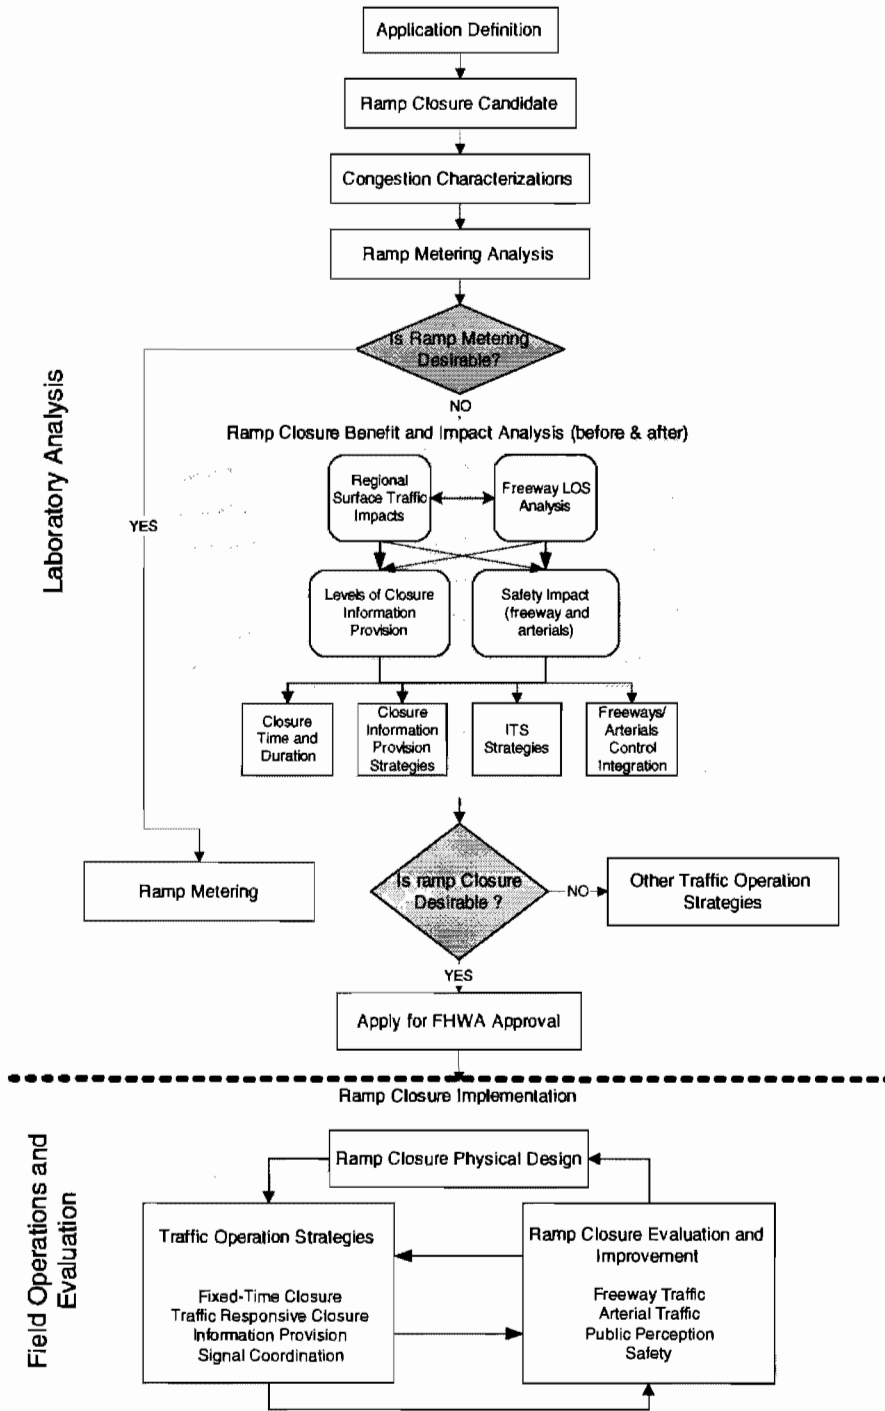 Application Definition
Ramp Closure Candidate
Congestion Characterizations
Ramp Metering Analysis
Is Ramp Metering
Desirable?
NO
Ramp Closure Benefit and Impact Analysis (before & after)
Laboratory Analysis
YES
Regional
Surface Traffic
Impacts
Freeway LOS
Analysis
Levels of Closure
Information
Provision
Safety Impact
(freeway and
arterials)
Closure
Time and
Duration
Closure
Information
Provision
Strategies
ITS
Strategies
Freeways/
Arterials
Control
Integration
Ramp Metering
Is ramp Closure
Desirable ?
NO
Other Traffic Operation
Strategies
YES
Apply for FHWA Approval
Ramp Closure Implementation
Field Operations and
Evaluation
Ramp Closure Physical Design
Traffic Operation Strategies
Fixed-Time Closure
Traffic Responsive Closure
Information Provision
Signal Coordination
Ramp Closure Evaluation and
Improvement
Freeway Traffic
Arterial Traffic
Public Perception
Safety